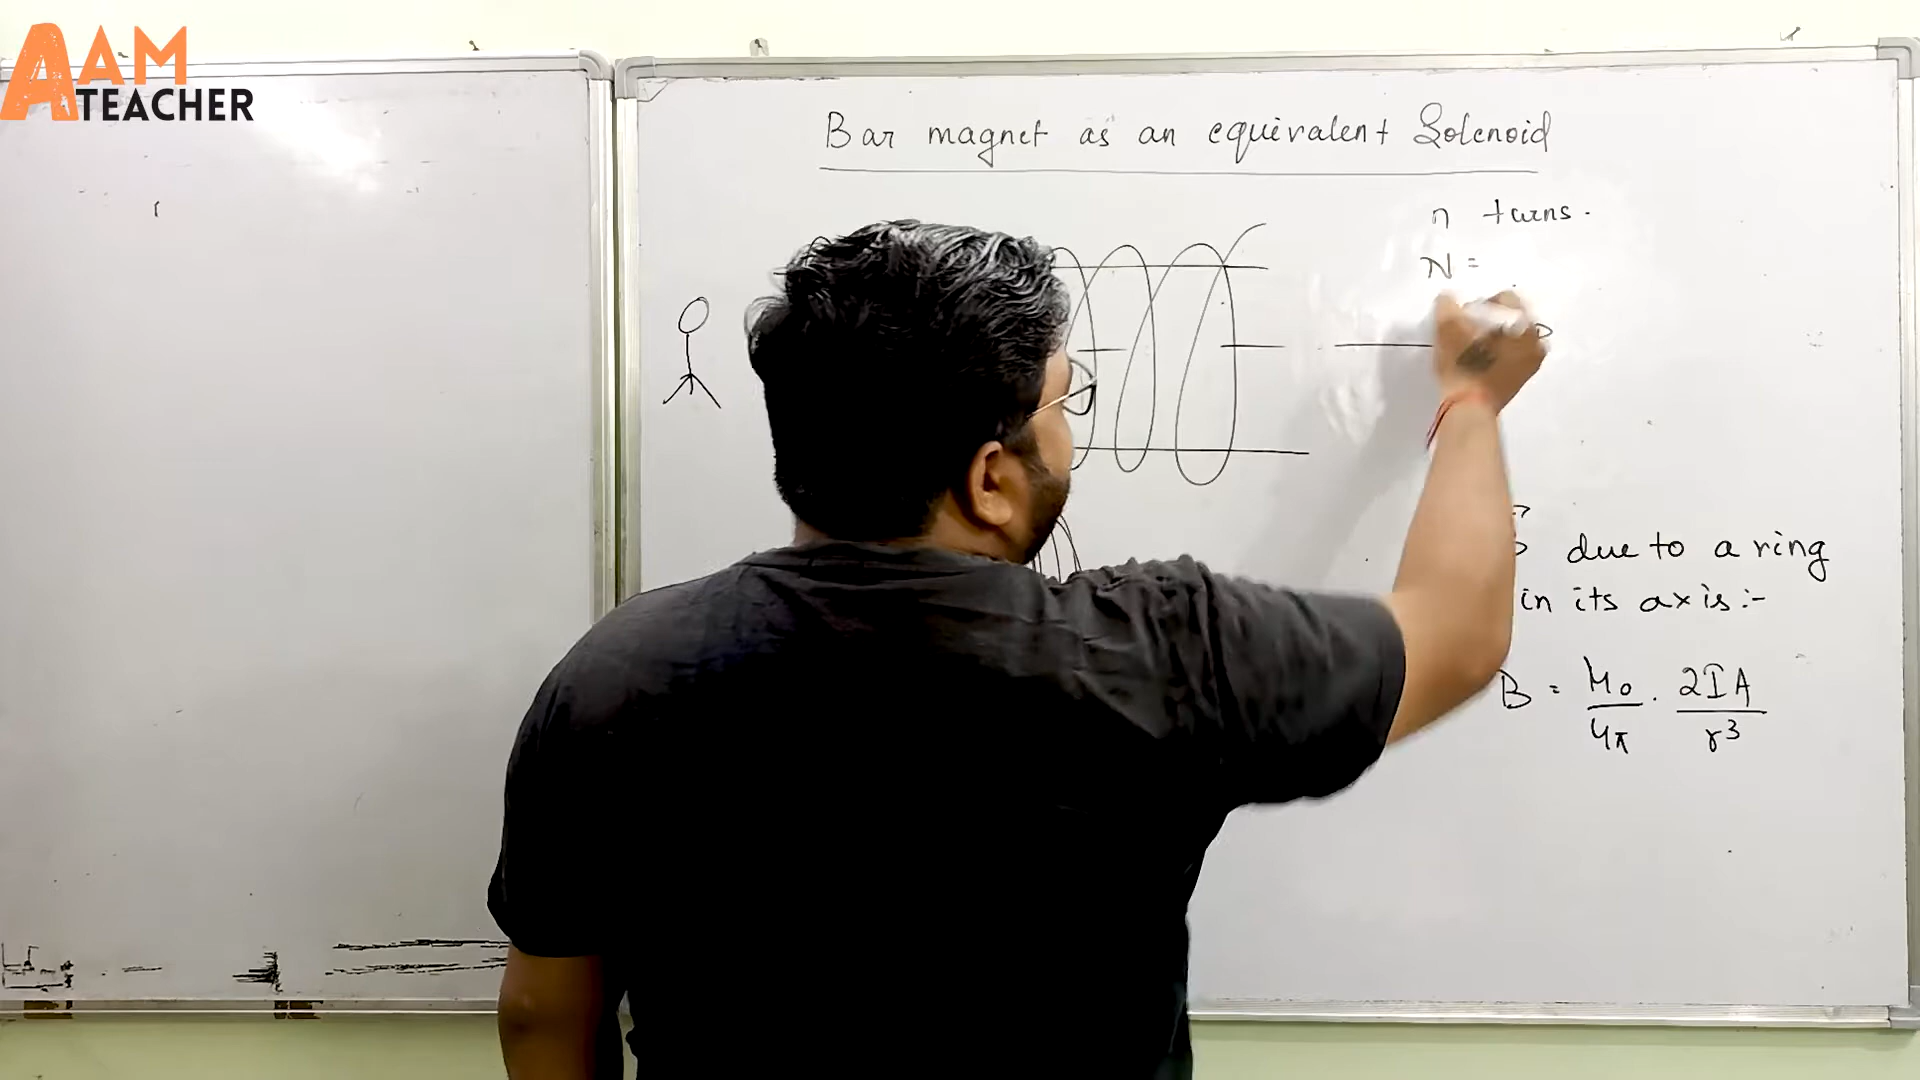 AAM
TEACHER
Bar magnet as an equivalent Solenoid
n turns.
N =
due to a ring
in its axis :-
B = μ₀/4π . 2IA/r³